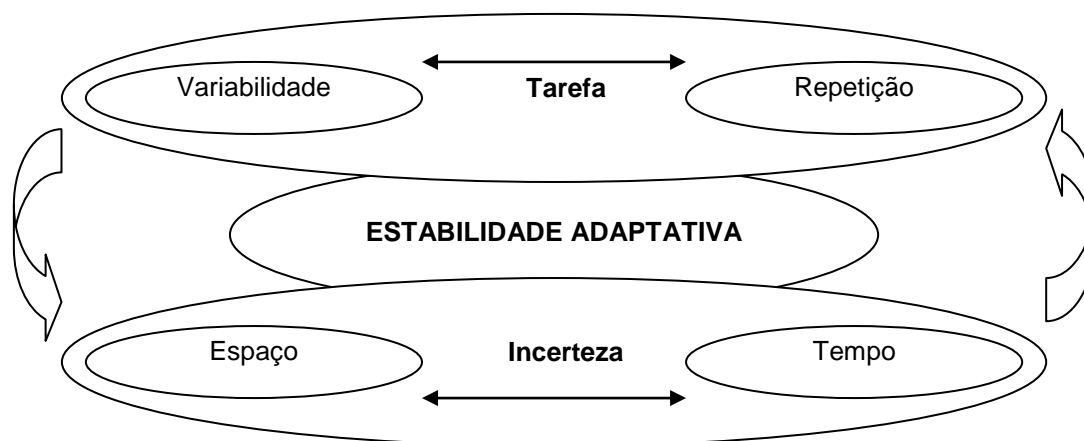 Variabilidade
Tarefa
Repetição
ESTABILIDADE ADAPTATIVA
Espaço
Incerteza
Tempo